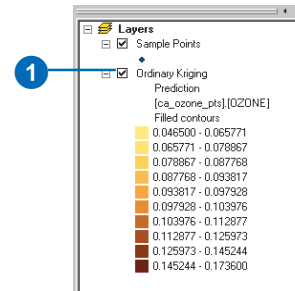 Layers
Sample Points
1
Ordinary Kriging
Prediction
[ca_ozone_pts].[OZONE]
Filled contours
0.046500 - 0.065771
0.065771 - 0.078867
0.078867 - 0.087768
0.087768 - 0.093817
0.093817 - 0.097928
0.097928 - 0.103976
0.103976 - 0.112877
0.112877 - 0.125973
0.125973 - 0.145244
0.145244 - 0.173600